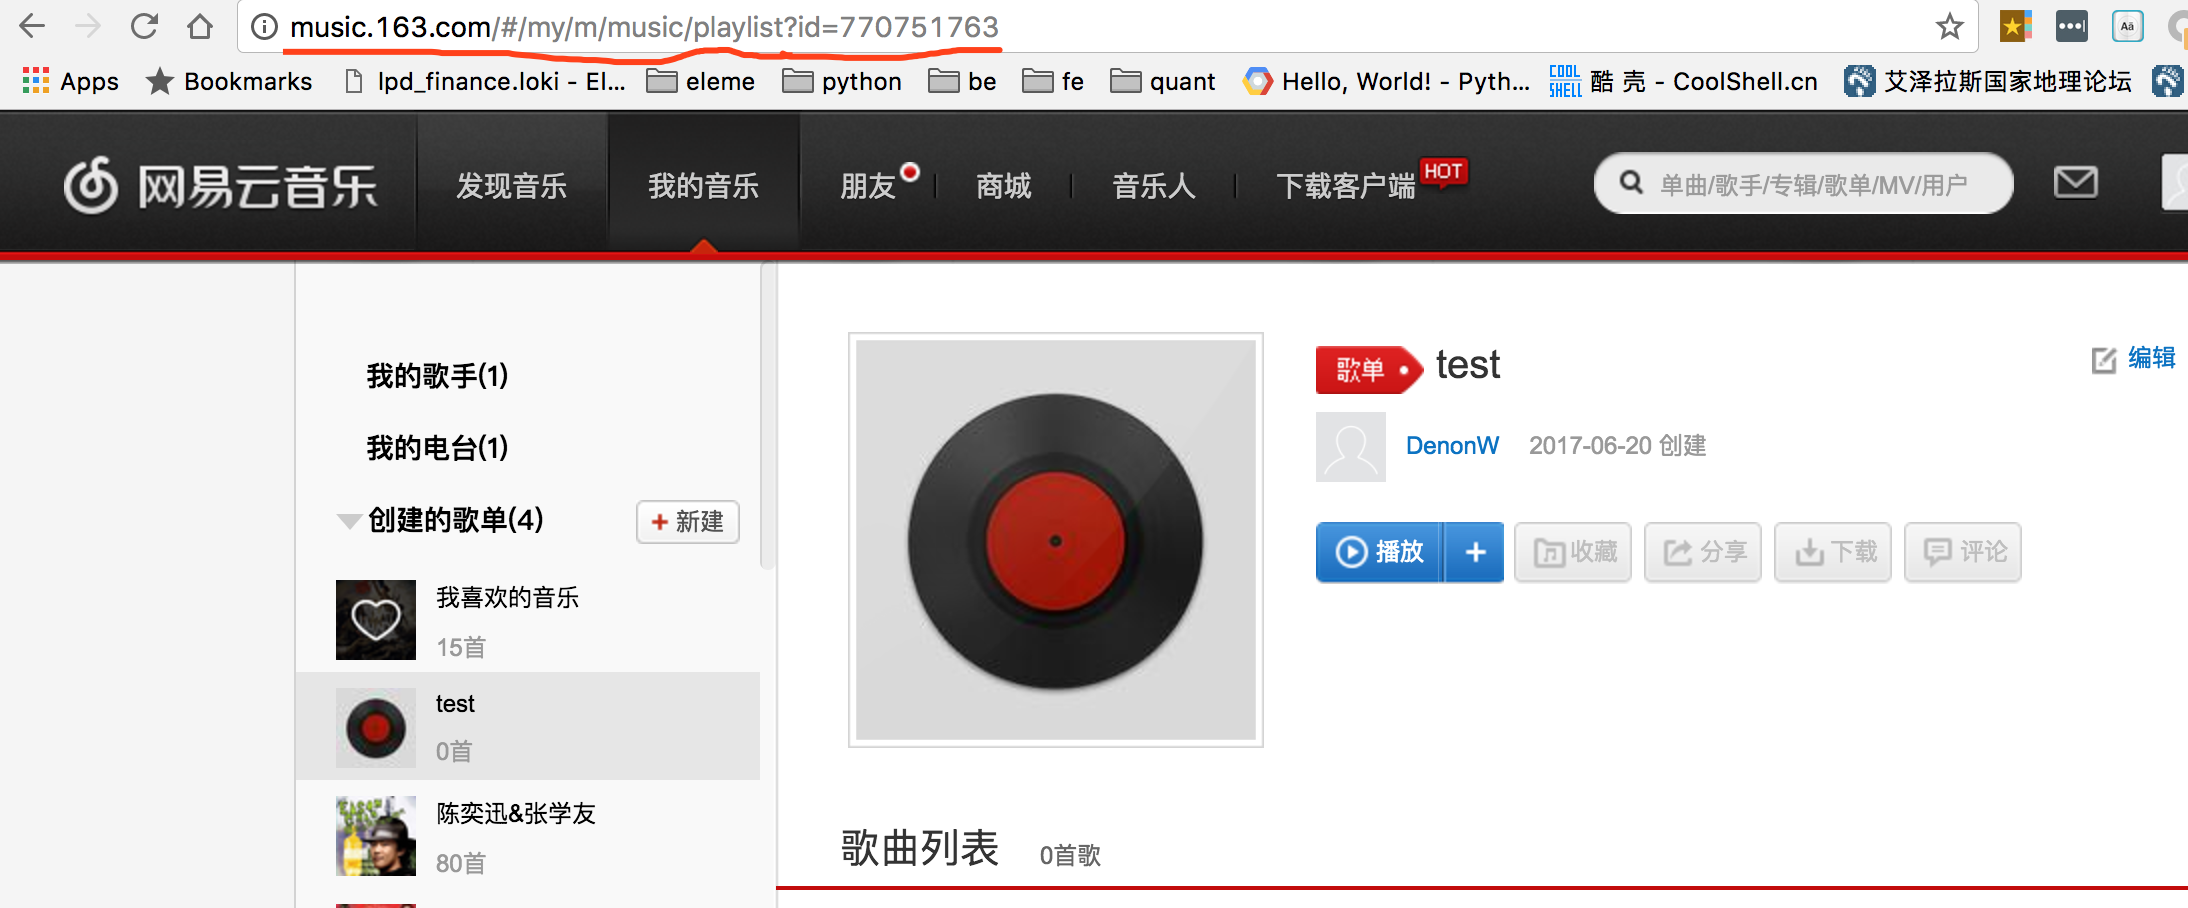 music.163.com/#/my/m/music/playlist?id=770751763
Aā
Apps Bookmarks lpd_finance.loki - El... eleme python be fe quant Hello, World! - Pyth... COOL SHELL 酷 壳 - CoolShell.cn 艾泽拉斯国家地理论坛
网易云音乐 发现音乐 我的音乐 朋友 商城 音乐人 下载客户端 HOT 单曲/歌手/专辑/歌单/MV/用户
我的歌手(1)
我的电台(1)
创建的歌单(4) + 新建
我喜欢的音乐
15首
test
0首
陈奕迅&张学友
80首
歌单 test 编辑
DenonW 2017-06-20 创建
播放 + 收藏 分享 下载 评论
歌曲列表 0首歌